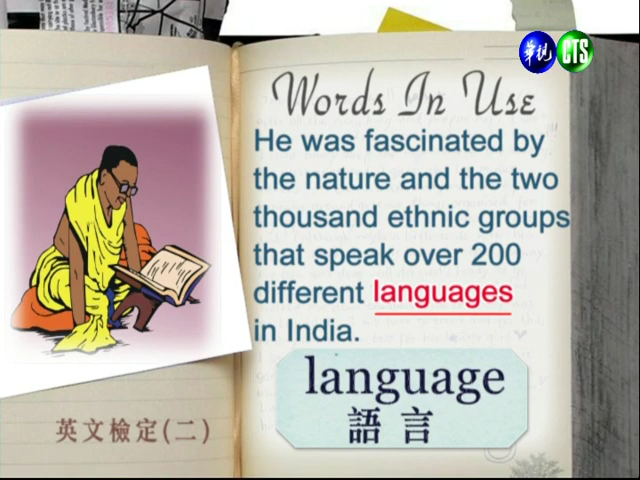 華視 CTS
Words In Use
He was fascinated by
the nature and the two
thousand ethnic groups
that speak over 200
different languages
in India.
language
語言
英文檢定(二)